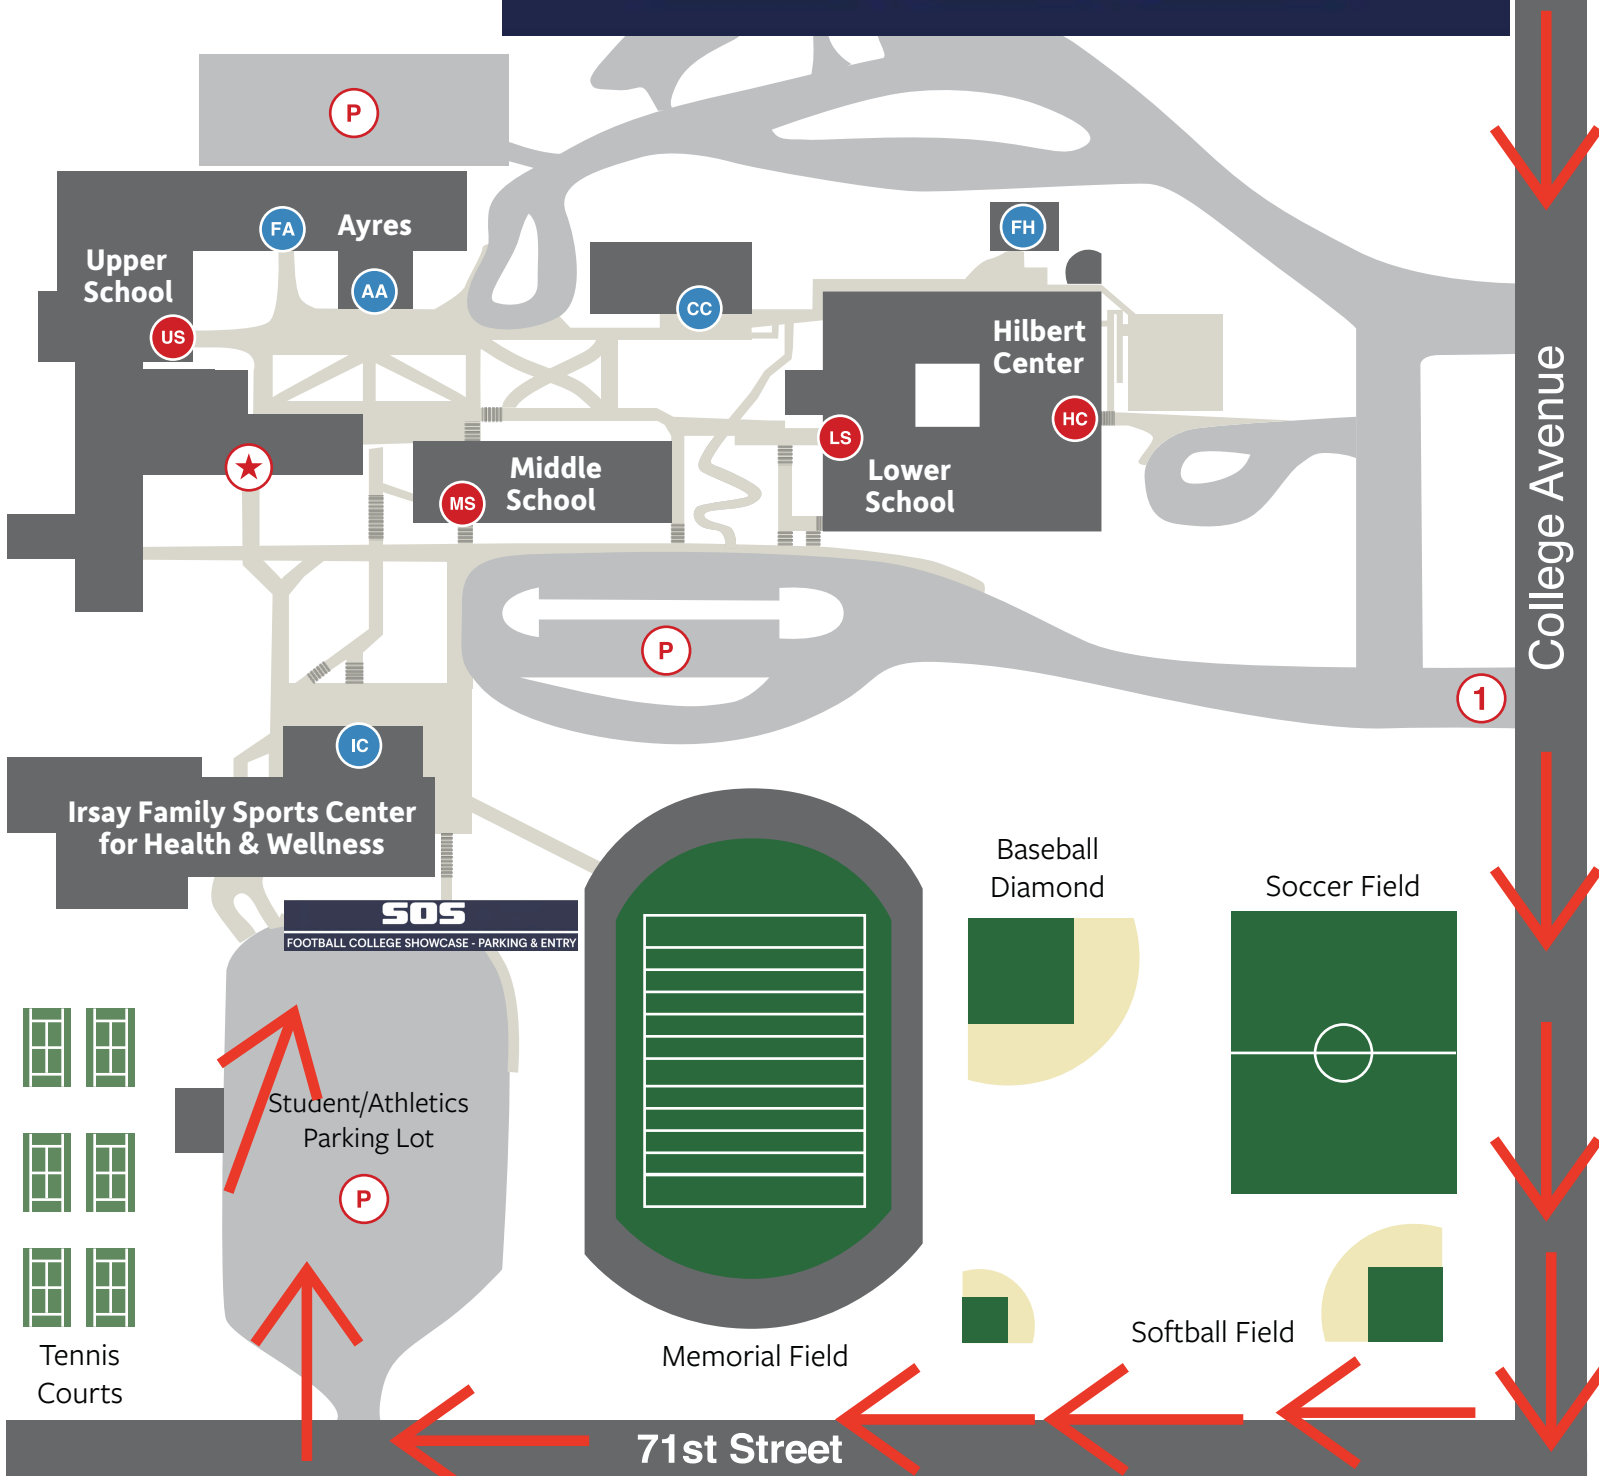 P
FA
Ayres
Upper
School
AA
US
CC
FH
Hilbert
Center
HC
LS
Lower
School
Middle
School
MS
College Avenue
P
1
IC
Irsay Family Sports Center
for Health & Wellness
SOS
FOOTBALL COLLEGE SHOWCASE - PARKING & ENTRY
Baseball
Diamond
Soccer Field
Student/Athletics
Parking Lot
P
Tennis
Courts
Memorial Field
Softball Field
71st Street